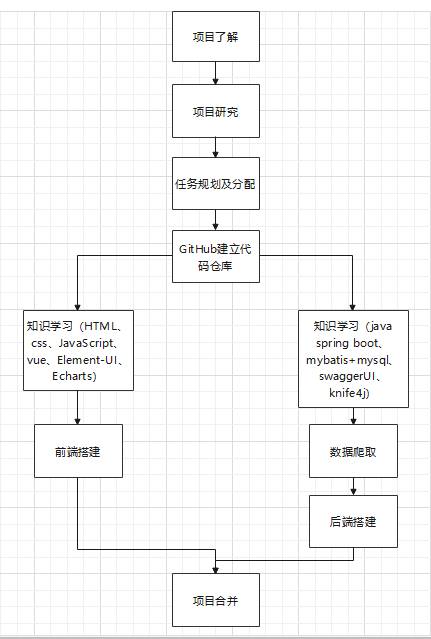 项目了解
项目研究
任务规划及分配
GitHub建立代
码仓库
知识学习（HTML、
css、JavaScript、
vue、Element-UI、
Echarts）
前端搭建
知识学习（java
spring boot、
mybatis+mysql、
swaggerUI、
knife4j）
数据爬取
后端搭建
项目合并